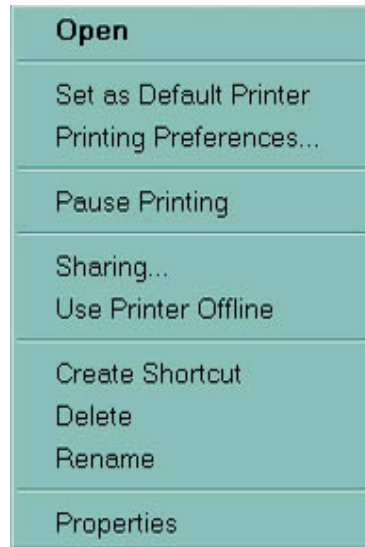 Open
Set as Default Printer
Printing Preferences...
Pause Printing
Sharing...
Use Printer Offline
Create Shortcut
Delete
Rename
Properties